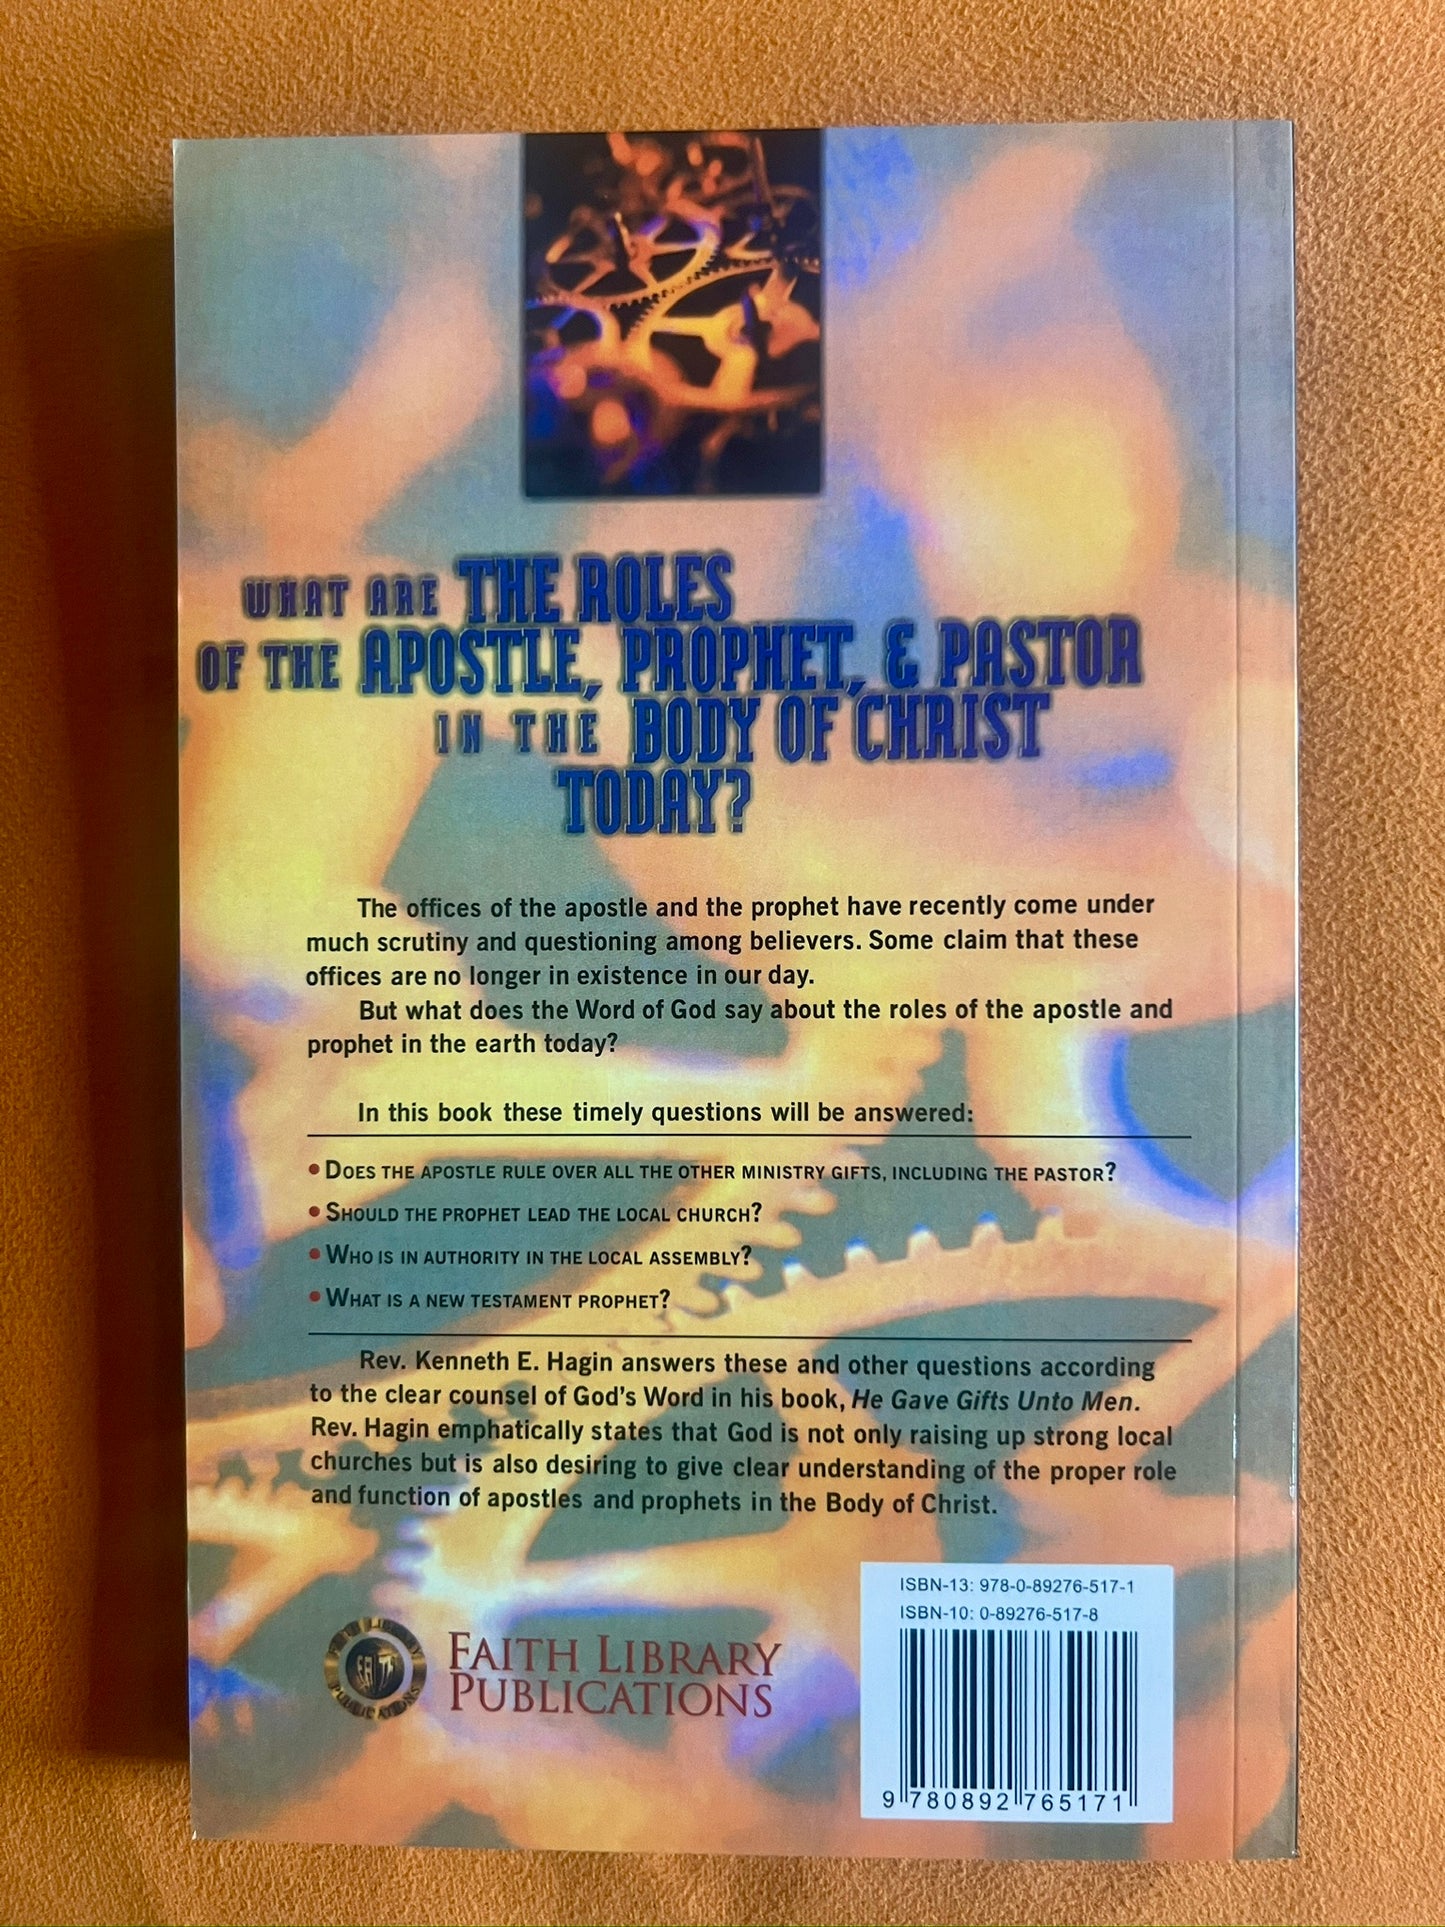 WHAT ARE THE ROLES
OF THE APOSTLE, PROPHET, & PASTOR
IN THE BODY OF CHRIST
TODAY?
The offices of the apostle and the prophet have recently come under
much scrutiny and questioning among believers. Some claim that these
offices are no longer in existence in our day.
But what does the Word of God say about the roles of the apostle and
prophet in the earth today?
In this book these timely questions will be answered:
• DOES THE APOSTLE RULE OVER ALL THE OTHER MINISTRY GIFTS, INCLUDING THE PASTOR?
• SHOULD THE PROPHET LEAD THE LOCAL CHURCH?
• WHO IS IN AUTHORITY IN THE LOCAL ASSEMBLY?
• WHAT IS A NEW TESTAMENT PROPHET?
Rev. Kenneth E. Hagin answers these and other questions according
to the clear counsel of God's Word in his book, He Gave Gifts Unto Men.
Rev. Hagin emphatically states that God is not only raising up strong local
churches but is also desiring to give clear understanding of the proper role
and function of apostles and prophets in the Body of Christ.
ISBN-13: 978-0-89276-517-1
ISBN-10: 0-89276-517-8
FAITH LIBRARY
FAITH
PUBLICATIONS
FAITH LIBRARY
PUBLICATIONS
9 780892 765171